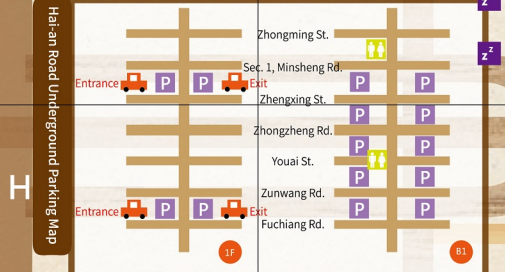 Hai-an Road Underground Parking Map
Zhongming St.
Sec. 1, Minsheng Rd.
Entrance P P Exit P P
Zhengxing St.
P P
Zhongzheng Rd.
P P
Youai St.
P P
Zunwang Rd.
Entrance P P Exit P P
Fuchiang Rd.
1F B1
z
z z
H